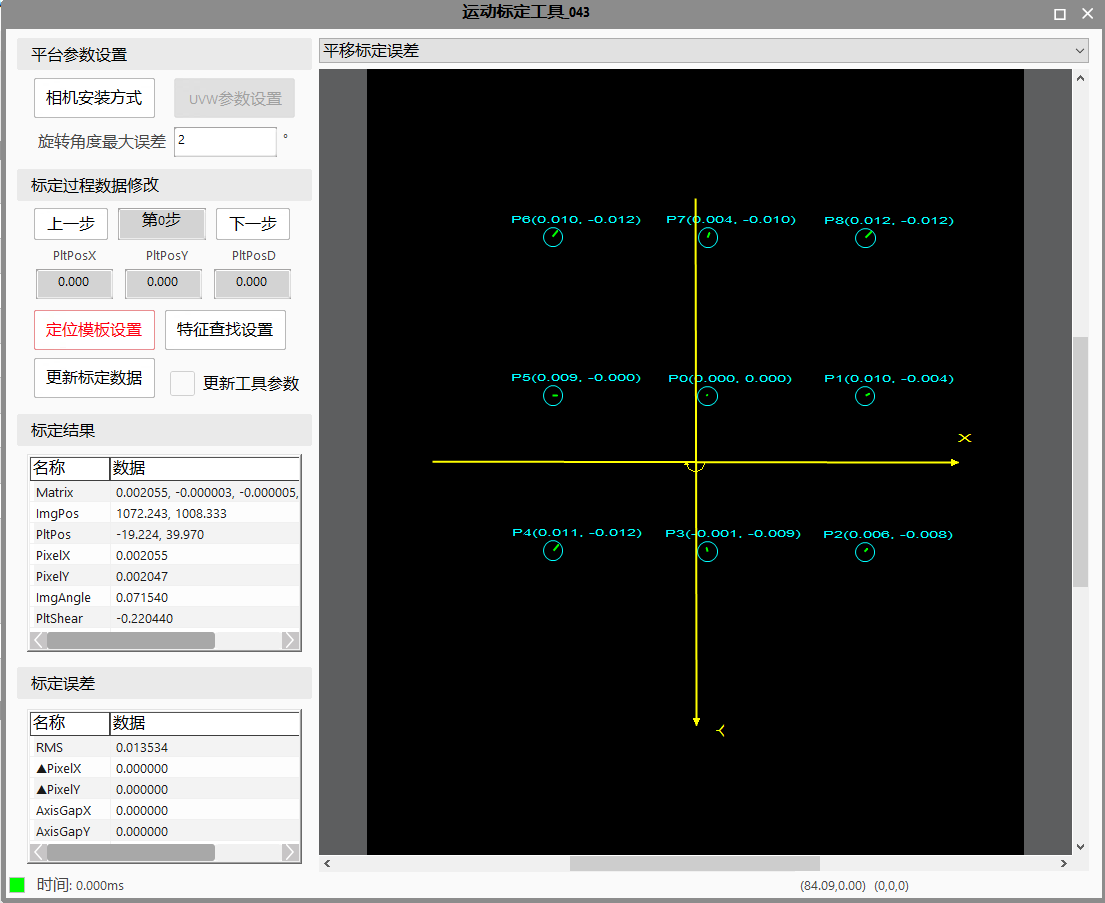 运动标定工具_043
平台参数设置
相机安装方式
UVW参数设置
旋转角度最大误差
2
°
标定过程数据修改
上一步
第0步
下一步
PltPosX
PltPosY
PltPosD
0.000
0.000
0.000
定位模板设置
特征查找设置
更新标定数据
更新工具参数
标定结果
名称 数据
Matrix 0.002055, -0.000003, -0.000005,
ImgPos 1072.243, 1008.333
PltPos -19.224, 39.970
PixelX 0.002055
PixelY 0.002047
ImgAngle 0.071540
PltShear -0.220440
标定误差
名称 数据
RMS 0.013534
▲PixelX 0.000000
▲PixelY 0.000000
AxisGapX 0.000000
AxisGapY 0.000000
时间: 0.000ms
平移标定误差
P6(0.010, -0.012)
P7(0.004, -0.010)
P8(0.012, -0.012)
P5(0.009, -0.000)
P0(0.000, 0.000)
P1(0.010, -0.004)
X
P4(0.011, -0.012)
P3(-0.001, -0.009)
P2(0.006, -0.008)
Y
(84.09,0.00) (0,0,0)